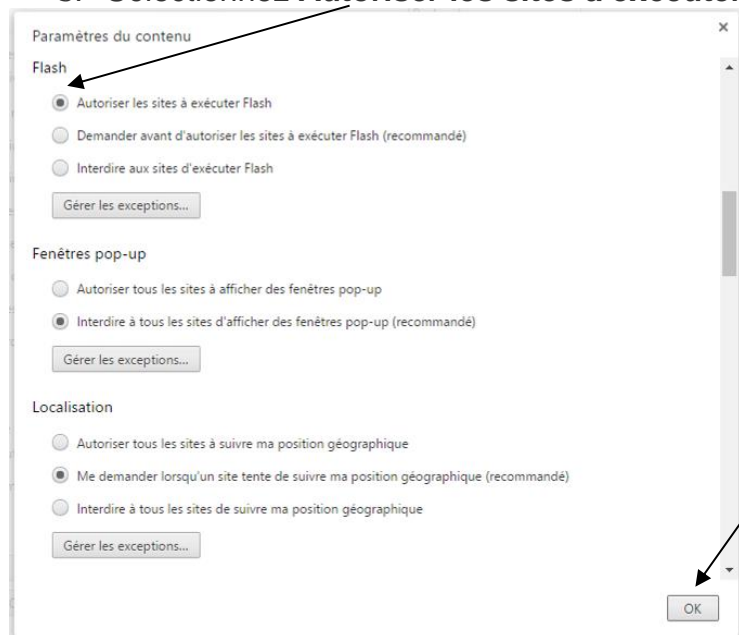 Paramètres du contenu
Flash
Autoriser les sites à exécuter Flash
Demander avant d'autoriser les sites à exécuter Flash (recommandé)
Interdire aux sites d'exécuter Flash
Gérer les exceptions...
Fenêtres pop-up
Autoriser tous les sites à afficher des fenêtres pop-up
Interdire à tous les sites d'afficher des fenêtres pop-up (recommandé)
Gérer les exceptions...
Localisation
Autoriser tous les sites à suivre ma position géographique
Me demander lorsqu'un site tente de suivre ma position géographique (recommandé)
Interdire à tous les sites de suivre ma position géographique
Gérer les exceptions...
OK